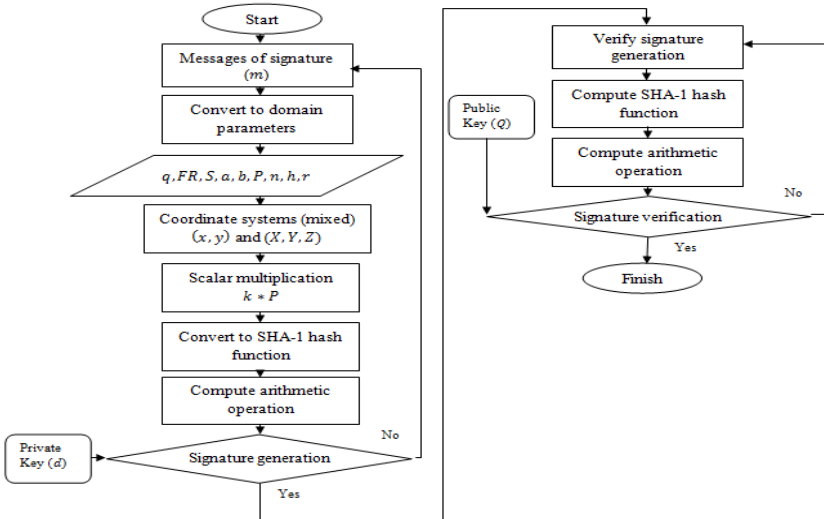 Start
Messages of signature
(m)
Convert to domain
parameters
q, FR, S, a, b, P, n, h, r
Coordinate systems (mixed)
(x, y) and (X, Y, Z)
Scalar multiplication
k * P
Convert to SHA-1 hash
function
Compute arithmetic
operation
Private
Key (d)
Signature generation
No
Yes
Verify signature
generation
Public
Key (Q)
Compute SHA-1 hash
function
Compute arithmetic
operation
No
Signature verification
Yes
Finish